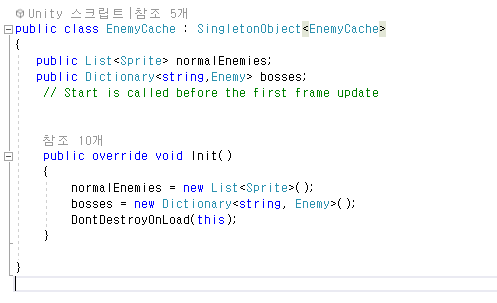 Unity 스크립트|참조 5개
public class EnemyCache : SingletonObject<EnemyCache>
{
public List<Sprite> normalEnemies;
public Dictionary<string,Enemy> bosses;
// Start is called before the first frame update
참조 10개
public override void Init()
{
normalEnemies = new List<Sprite>();
bosses = new Dictionary<string, Enemy>();
DontDestroyOnLoad(this);
}
}